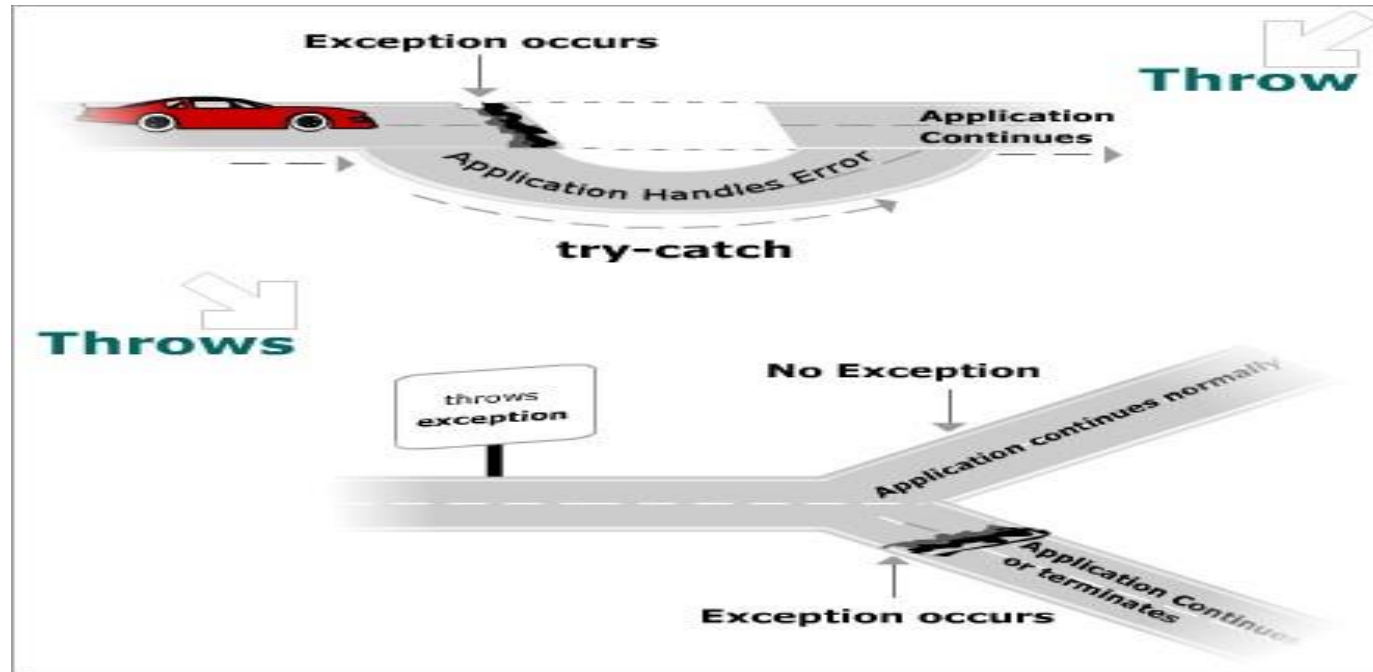 Exception occurs
Throw
Application
Continues
Application Handles Error
try-catch
Throws
throws
exception
No Exception
Application continues normally
Application Continues
or terminates
Exception occurs